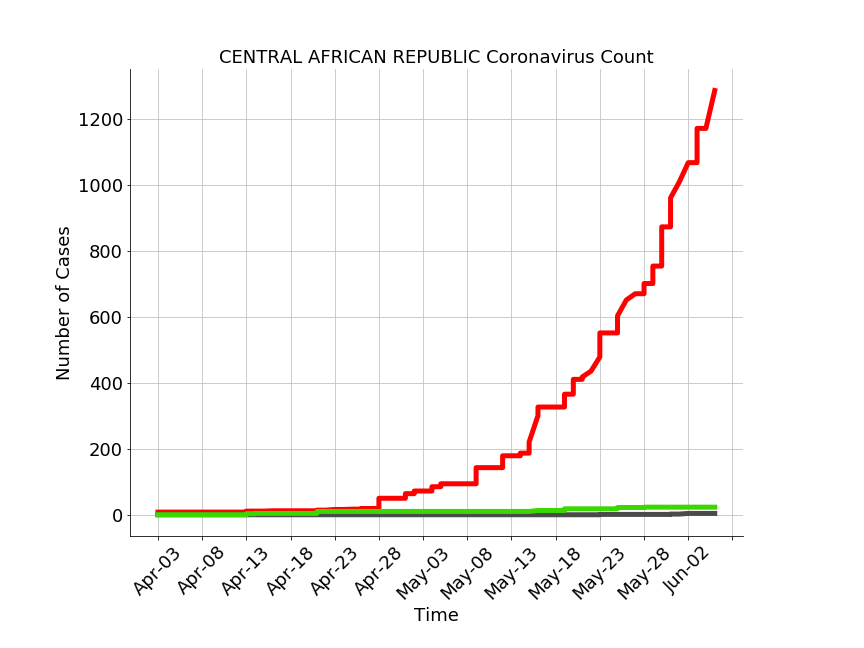 CENTRAL AFRICAN REPUBLIC Coronavirus Count
Number of Cases
1200
1000
800
600
400
200
0
Apr-03
Apr-08
Apr-13
Apr-18
Apr-23
Apr-28
May-03
May-08
May-13
May-18
May-23
May-28
Jun-02
Time